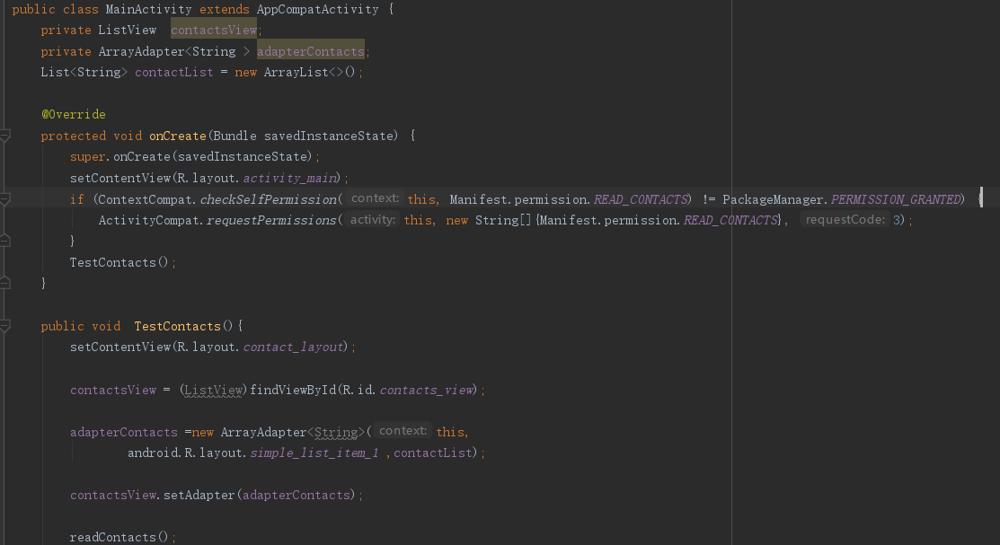 public class MainActivity extends AppCompatActivity {
private ListView  contactsView;
private ArrayAdapter<String > adapterContacts;
List<String> contactList = new ArrayList<>();
@Override
protected void onCreate(Bundle savedInstanceState) {
super.onCreate(savedInstanceState);
setContentView(R.layout.activity_main);
if (ContextCompat.checkSelfPermission( context: this, Manifest.permission.READ_CONTACTS) != PackageManager.PERMISSION_GRANTED) {
ActivityCompat.requestPermissions( activity: this, new String[]{Manifest.permission.READ_CONTACTS}, requestCode: 3);
}
TestContacts();
}
public void  TestContacts(){
setContentView(R.layout.contact_layout);
contactsView = (ListView)findViewById(R.id.contacts_view);
adapterContacts =new ArrayAdapter<String>( context: this,
android.R.layout.simple_list_item_1 ,contactList);
contactsView.setAdapter(adapterContacts);
readContacts();